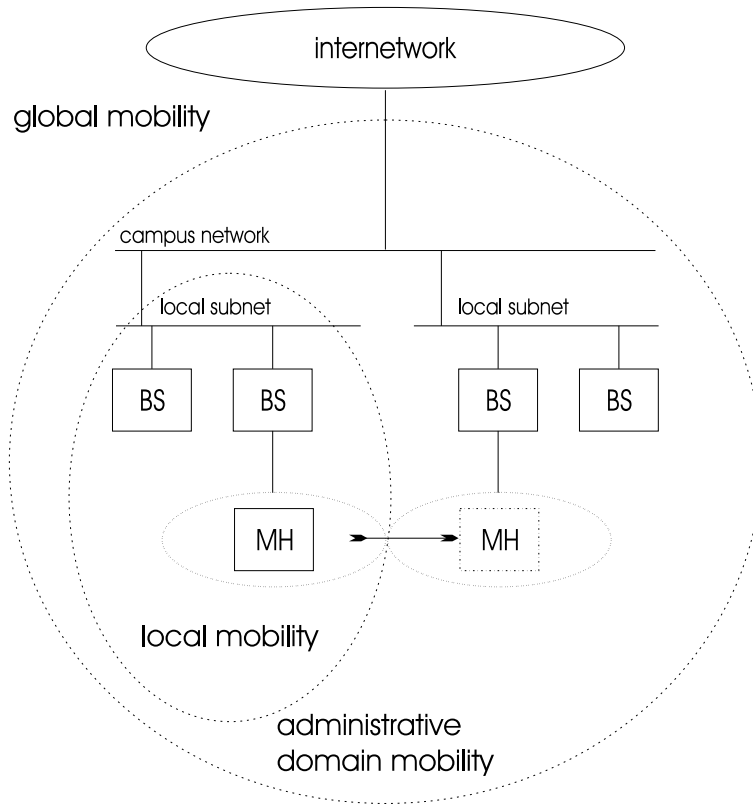 internetwork
global mobility
campus network
local subnet
local subnet
BS
BS
BS
BS
MH
MH
local mobility
administrative
domain mobility